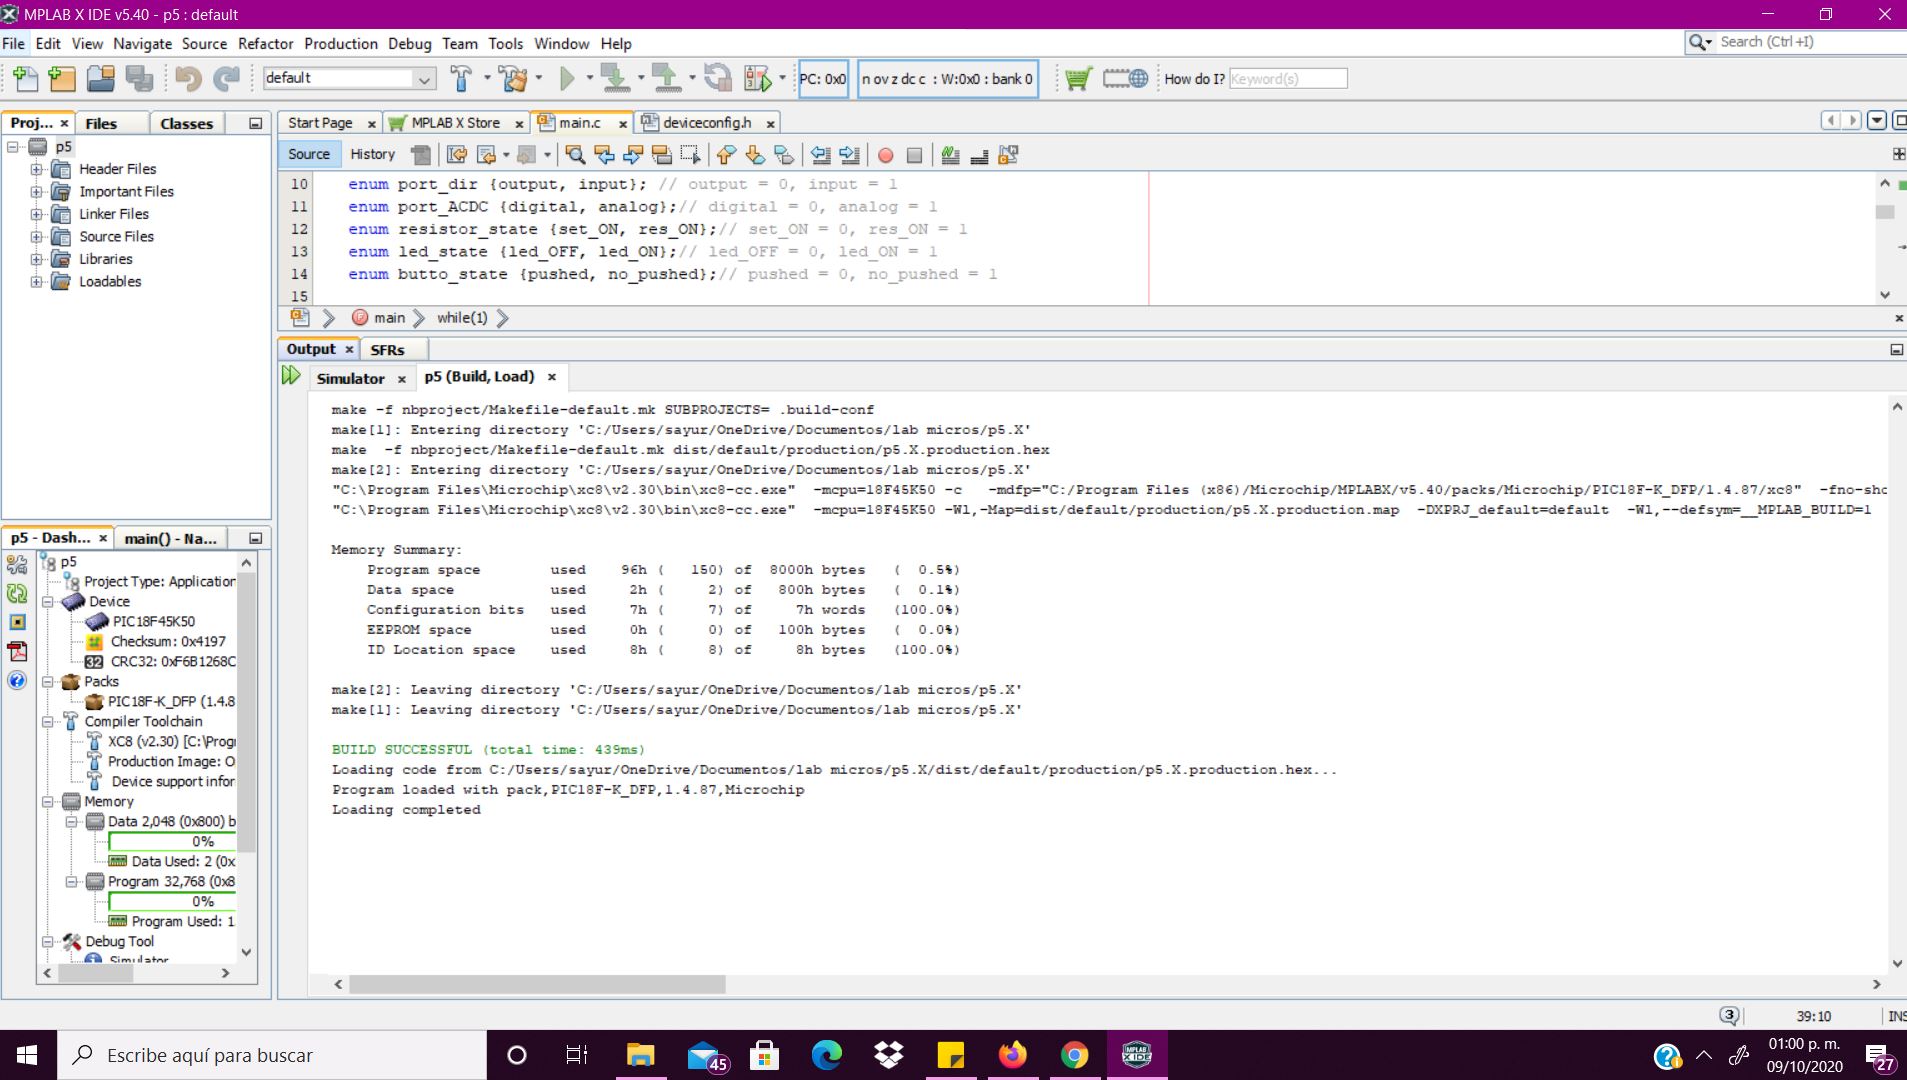 MPLAB X IDE v5.40 - p5 : default
File Edit View Navigate Source Refactor Production Debug Team Tools Window Help
Search (Ctrl+I)
default
PC: 0x0
n ov z dc c : W:0x0 : bank 0
How do I? Keyword(s)
Proj... × Files Classes
p5
Header Files
Important Files
Linker Files
Source Files
Libraries
Loadables
Start Page × MPLAB X Store × main.c × deviceconfig.h ×
Source History
10 enum port_dir {output, input}; // output = 0, input = 1
11 enum port_ACDC {digital, analog};// digital = 0, analog = 1
12 enum resistor_state {set_ON, res_ON};// set_ON = 0, res_ON = 1
13 enum led_state {led_OFF, led_ON};// led_OFF = 0, led_ON = 1
14 enum butto_state {pushed, no_pushed};// pushed = 0, no_pushed = 1
15
main while(1)
Output × SFRs
Simulator × p5 (Build, Load) ×
make -f nbproject/Makefile-default.mk SUBPROJECTS= .build-conf
make[1]: Entering directory 'C:/Users/sayur/OneDrive/Documentos/lab micros/p5.X'
make  -f nbproject/Makefile-default.mk dist/default/production/p5.X.production.hex
make[2]: Entering directory 'C:/Users/sayur/OneDrive/Documentos/lab micros/p5.X'
"C:\Program Files\Microchip\xc8\v2.30\bin\xc8-cc.exe"  -mcpu=18F45K50 -c   -mdfp="C:/Program Files (x86)/Microchip/MPLABX/v5.40/packs/Microchip/PIC18F-K_DFP/1.4.87/xc8"  -fno-sho
"C:\Program Files\Microchip\xc8\v2.30\bin\xc8-cc.exe"  -mcpu=18F45K50 -Wl,-Map=dist/default/production/p5.X.production.map  -DXPRJ_default=default  -Wl,--defsym=__MPLAB_BUILD=1
Memory Summary:
Program space used 96h ( 150) of 8000h bytes ( 0.5%)
Data space used 2h ( 2) of 800h bytes ( 0.1%)
Configuration bits used 7h ( 7) of 7h words (100.0%)
EEPROM space used 0h ( 0) of 100h bytes ( 0.0%)
ID Location space used 8h ( 8) of 8h bytes (100.0%)
make[2]: Leaving directory 'C:/Users/sayur/OneDrive/Documentos/lab micros/p5.X'
make[1]: Leaving directory 'C:/Users/sayur/OneDrive/Documentos/lab micros/p5.X'
BUILD SUCCESSFUL (total time: 439ms)
Loading code from C:/Users/sayur/OneDrive/Documentos/lab micros/p5.X/dist/default/production/p5.X.production.hex...
Program loaded with pack,PIC18F-K_DFP,1.4.87,Microchip
Loading completed
p5 - Dash... × main() - Na...
p5
Project Type: Application
Device
PIC18F45K50
Checksum: 0x4197
32 CRC32: 0xF6B1268C
Packs
PIC18F-K_DFP (1.4.8
Compiler Toolchain
XC8 (v2.30) [C:\Progr
Production Image: O
Device support infor
Memory
Data 2,048 (0x800) b
0%
Data Used: 2 (0x
Program 32,768 (0x8
0%
Program Used: 1
Debug Tool
Simulator
3 39:10 INS
Escribe aquí para buscar
45
MPLAB X IDE
01:00 p. m.
09/10/2020
27